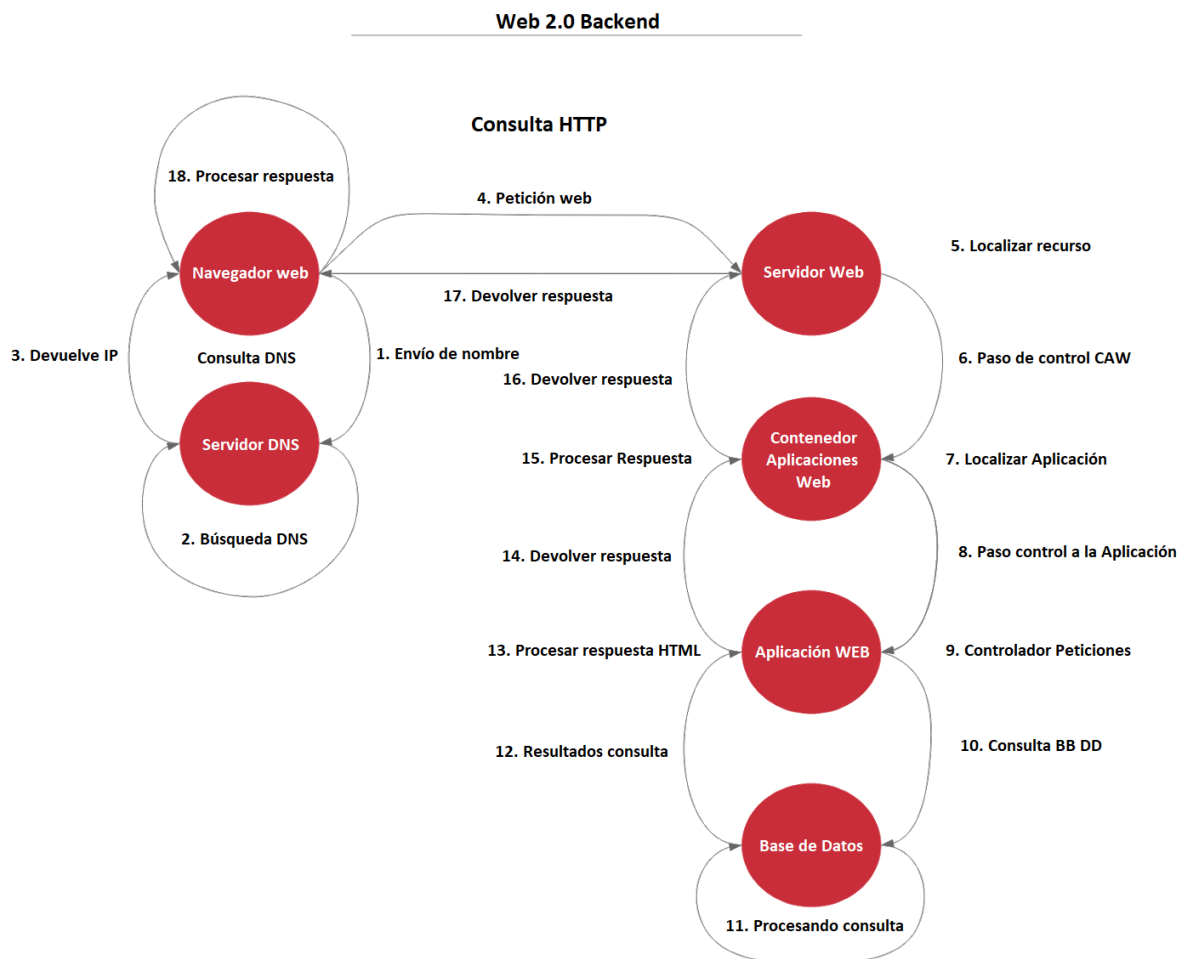 Web 2.0 Backend
Consulta HTTP
18. Procesar respuesta
4. Petición web
5. Localizar recurso
Navegador web
Servidor Web
17. Devolver respuesta
3. Devuelve IP
Consulta DNS
1. Envío de nombre
6. Paso de control CAW
16. Devolver respuesta
Servidor DNS
Contenedor
Aplicaciones
Web
15. Procesar Respuesta
7. Localizar Aplicación
2. Búsqueda DNS
14. Devolver respuesta
8. Paso control a la Aplicación
13. Procesar respuesta HTML
Aplicación WEB
9. Controlador Peticiones
12. Resultados consulta
10. Consulta BB DD
Base de Datos
11. Procesando consulta